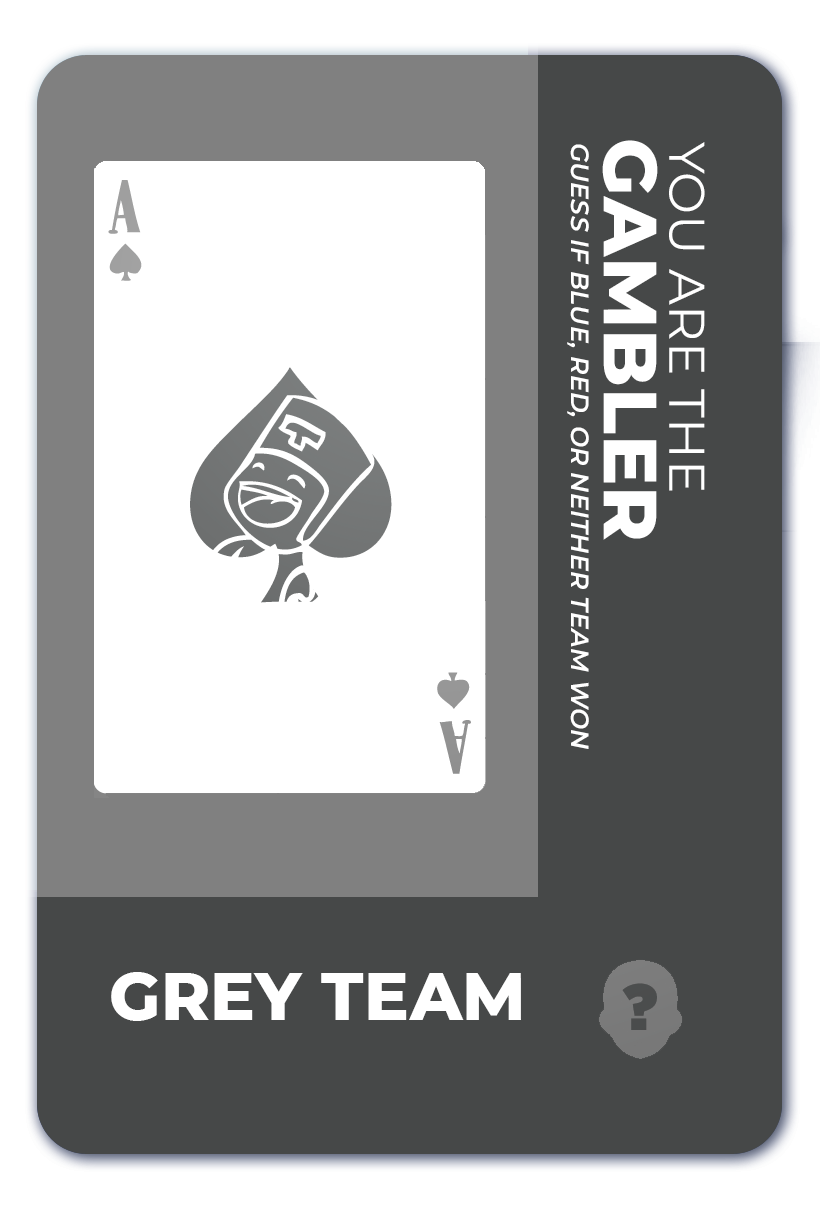 A
YOU ARE THE
GAMBLER
GUESS IF BLUE, RED, OR NEITHER TEAM WON
A
GREY TEAM
?